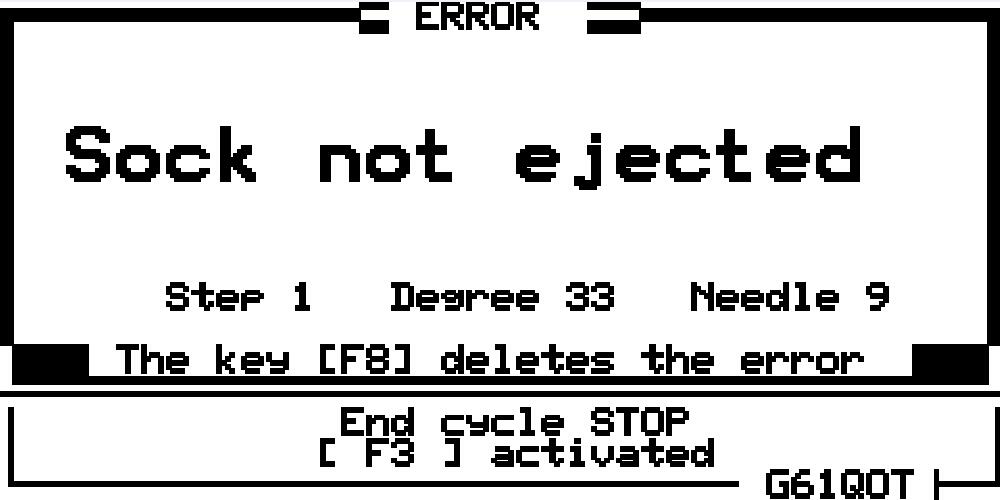 ERROR
Sock not ejected
Step 1 Degree 33 Needle 9
The key [F8] deletes the error
End cycle STOP
[ F3 ] activated
G61QOT